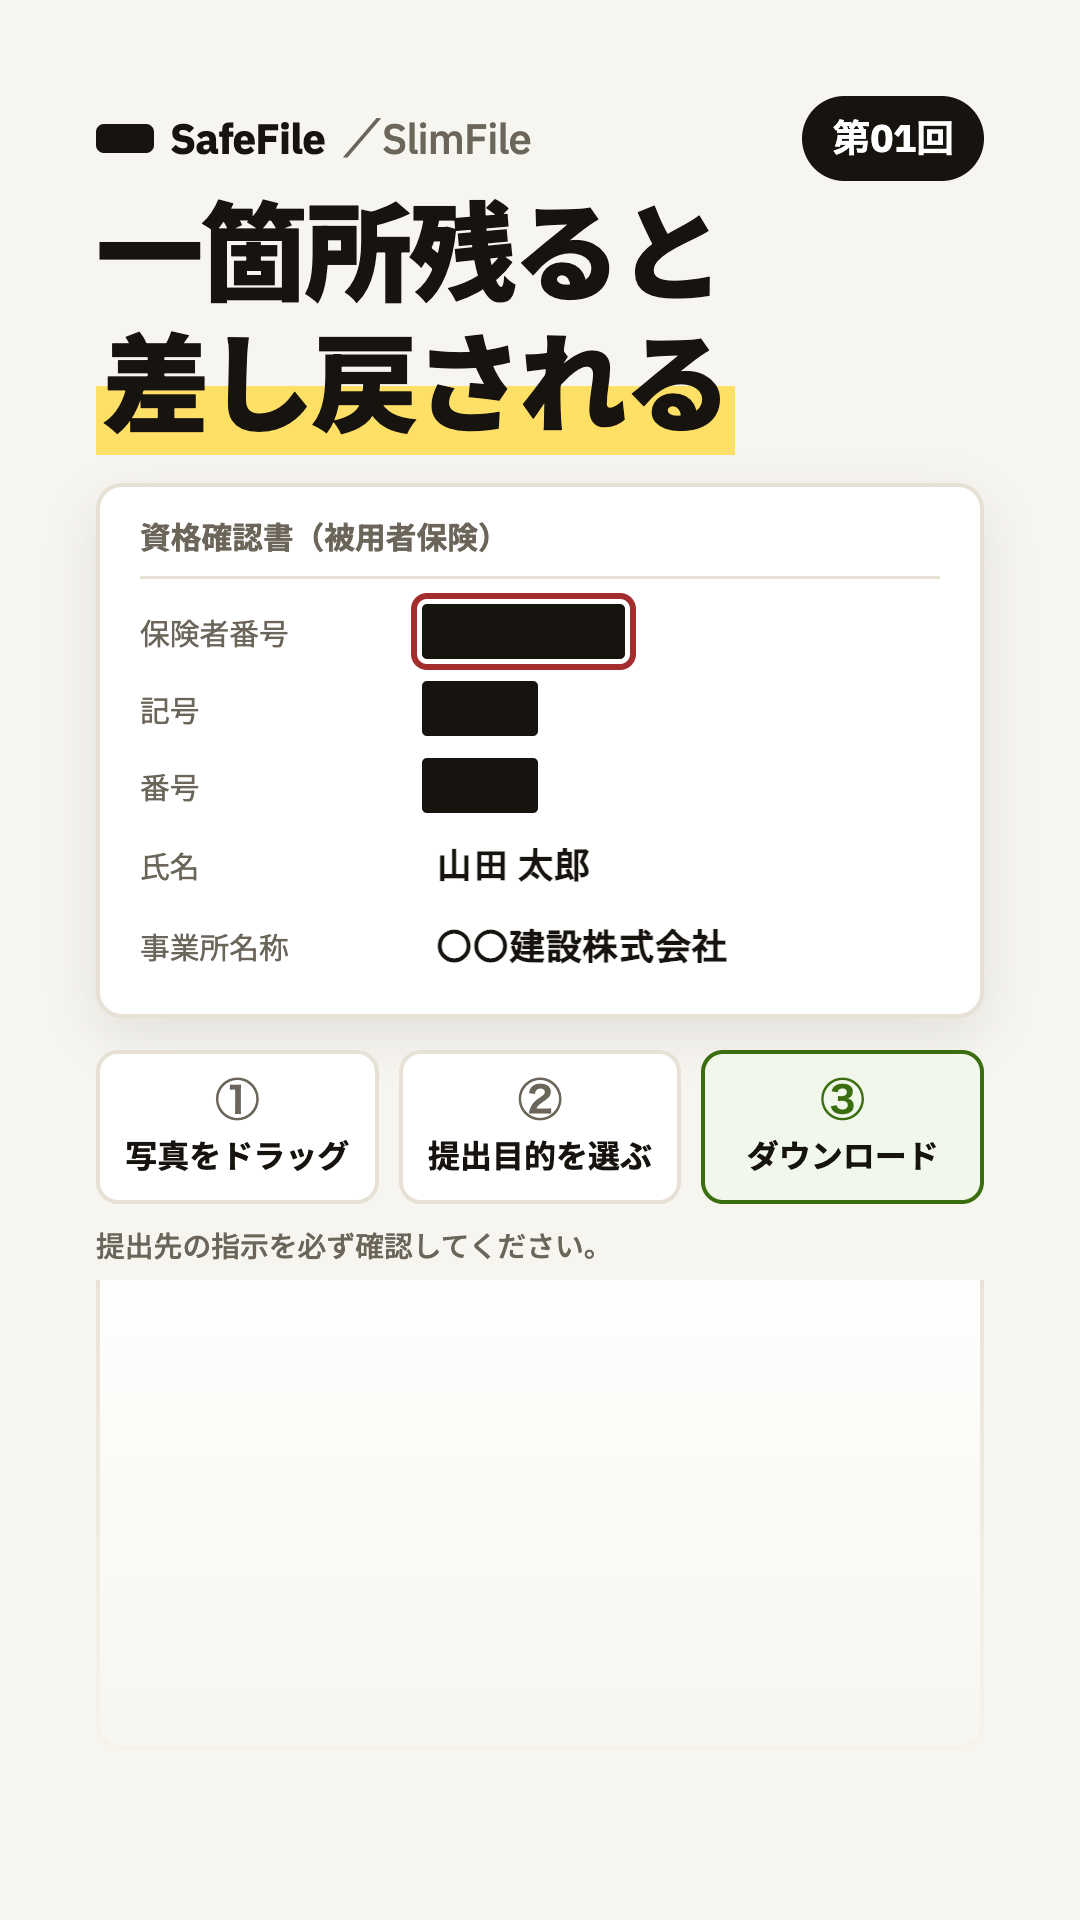 SafeFile ／SlimFile
第01回
一箇所残ると
差し戻される
資格確認書（被用者保険）
保険者番号
記号
番号
氏名 山田 太郎
事業所名称 〇〇建設株式会社
① ② ③
写真をドラッグ 提出目的を選ぶ ダウンロード
提出先の指示を必ず確認してください。